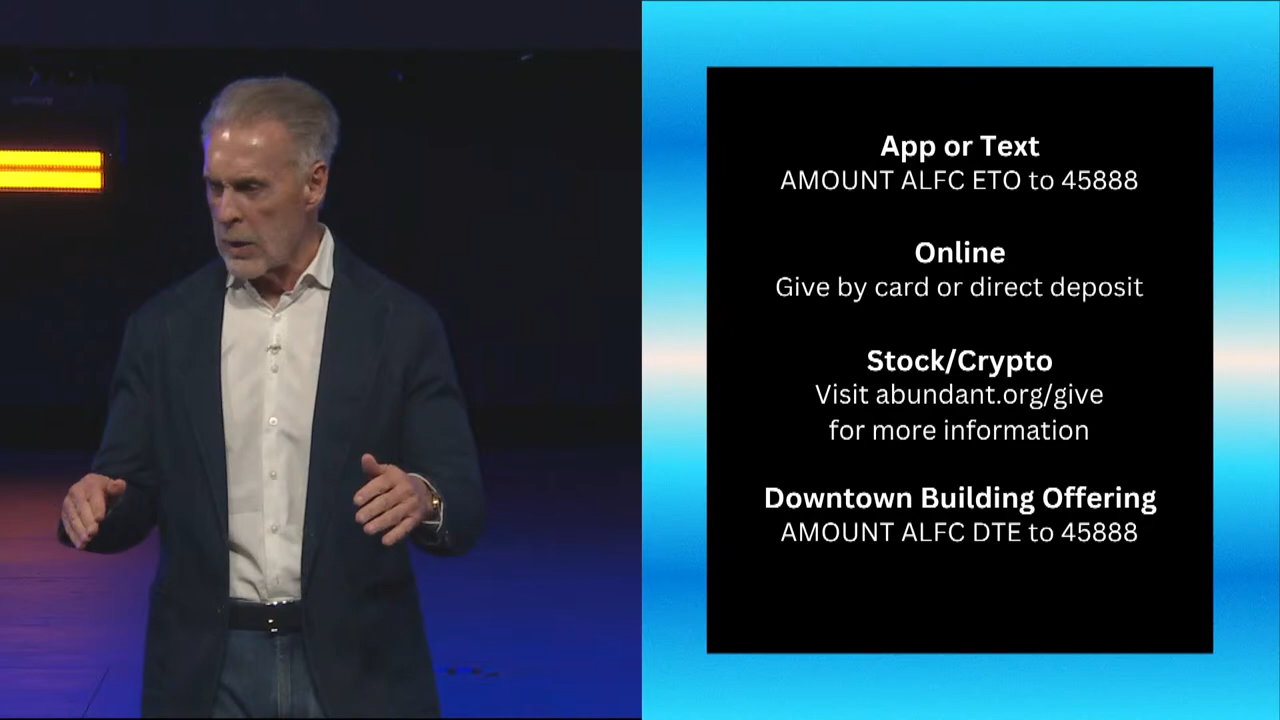 App or Text
AMOUNT ALFC ETO to 45888
Online
Give by card or direct deposit
Stock/Crypto
Visit abundant.org/give
for more information
Downtown Building Offering
AMOUNT ALFC DTE to 45888